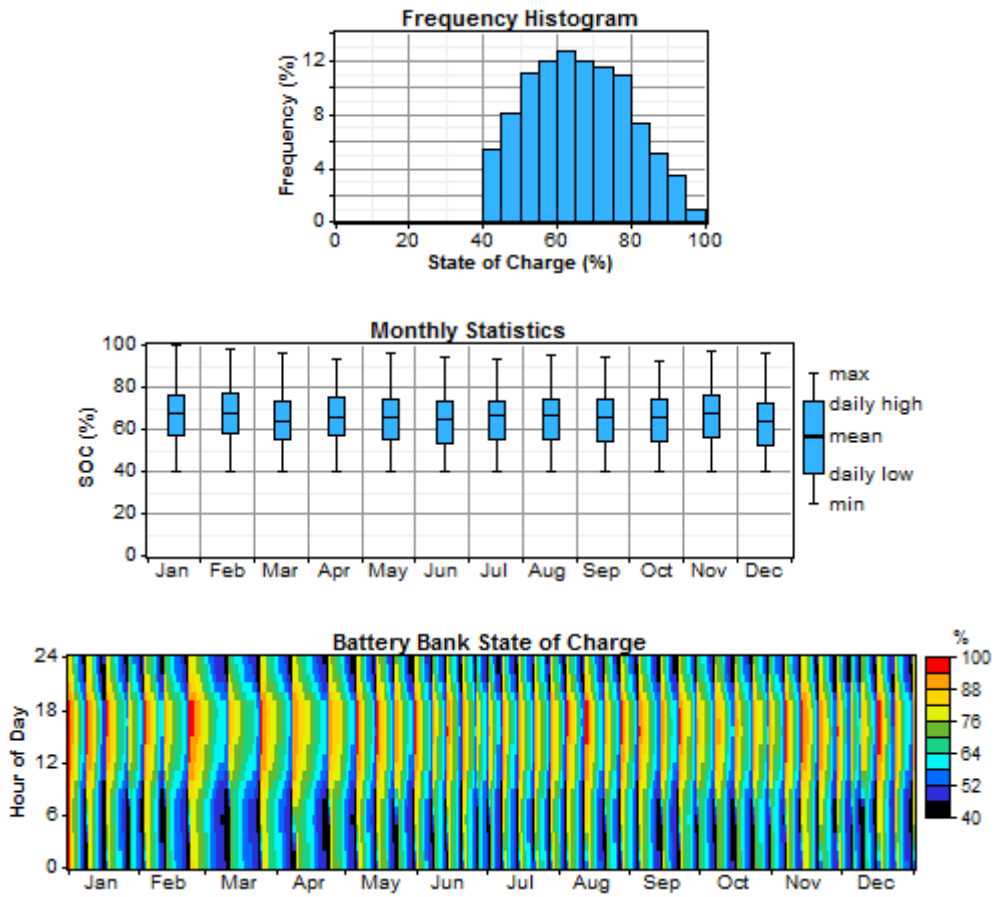 Frequency Histogram
Frequency (%)
12
8
4
0
0 20 40 60 80 100
State of Charge (%)
Monthly Statistics
SOC (%)
100
80
60
40
20
0
Jan Feb Mar Apr May Jun Jul Aug Sep Oct Nov Dec
max
daily high
mean
daily low
min
Battery Bank State of Charge
Hour of Day
24
18
12
6
0
Jan Feb Mar Apr May Jun Jul Aug Sep Oct Nov Dec
%
100
88
76
64
52
40